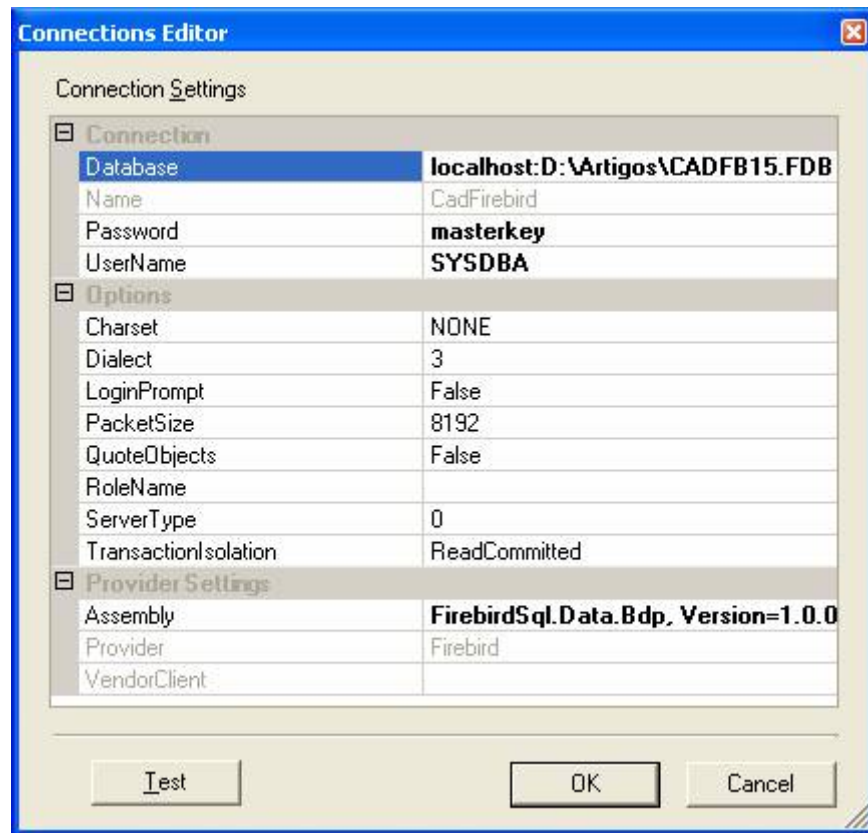 Connections Editor
Connection Settings
Connection
Database localhost:D:\Artigos\CADFB15.FDB
Name CadFirebird
Password masterkey
UserName SYSDBA
Options
Charset NONE
Dialect 3
LoginPrompt False
PacketSize 8192
QuoteObjects False
RoleName
ServerType 0
TransactionIsolation ReadCommitted
Provider Settings
Assembly FirebirdSql.Data.Bdp, Version=1.0.0
Provider Firebird
VendorClient
Test OK Cancel